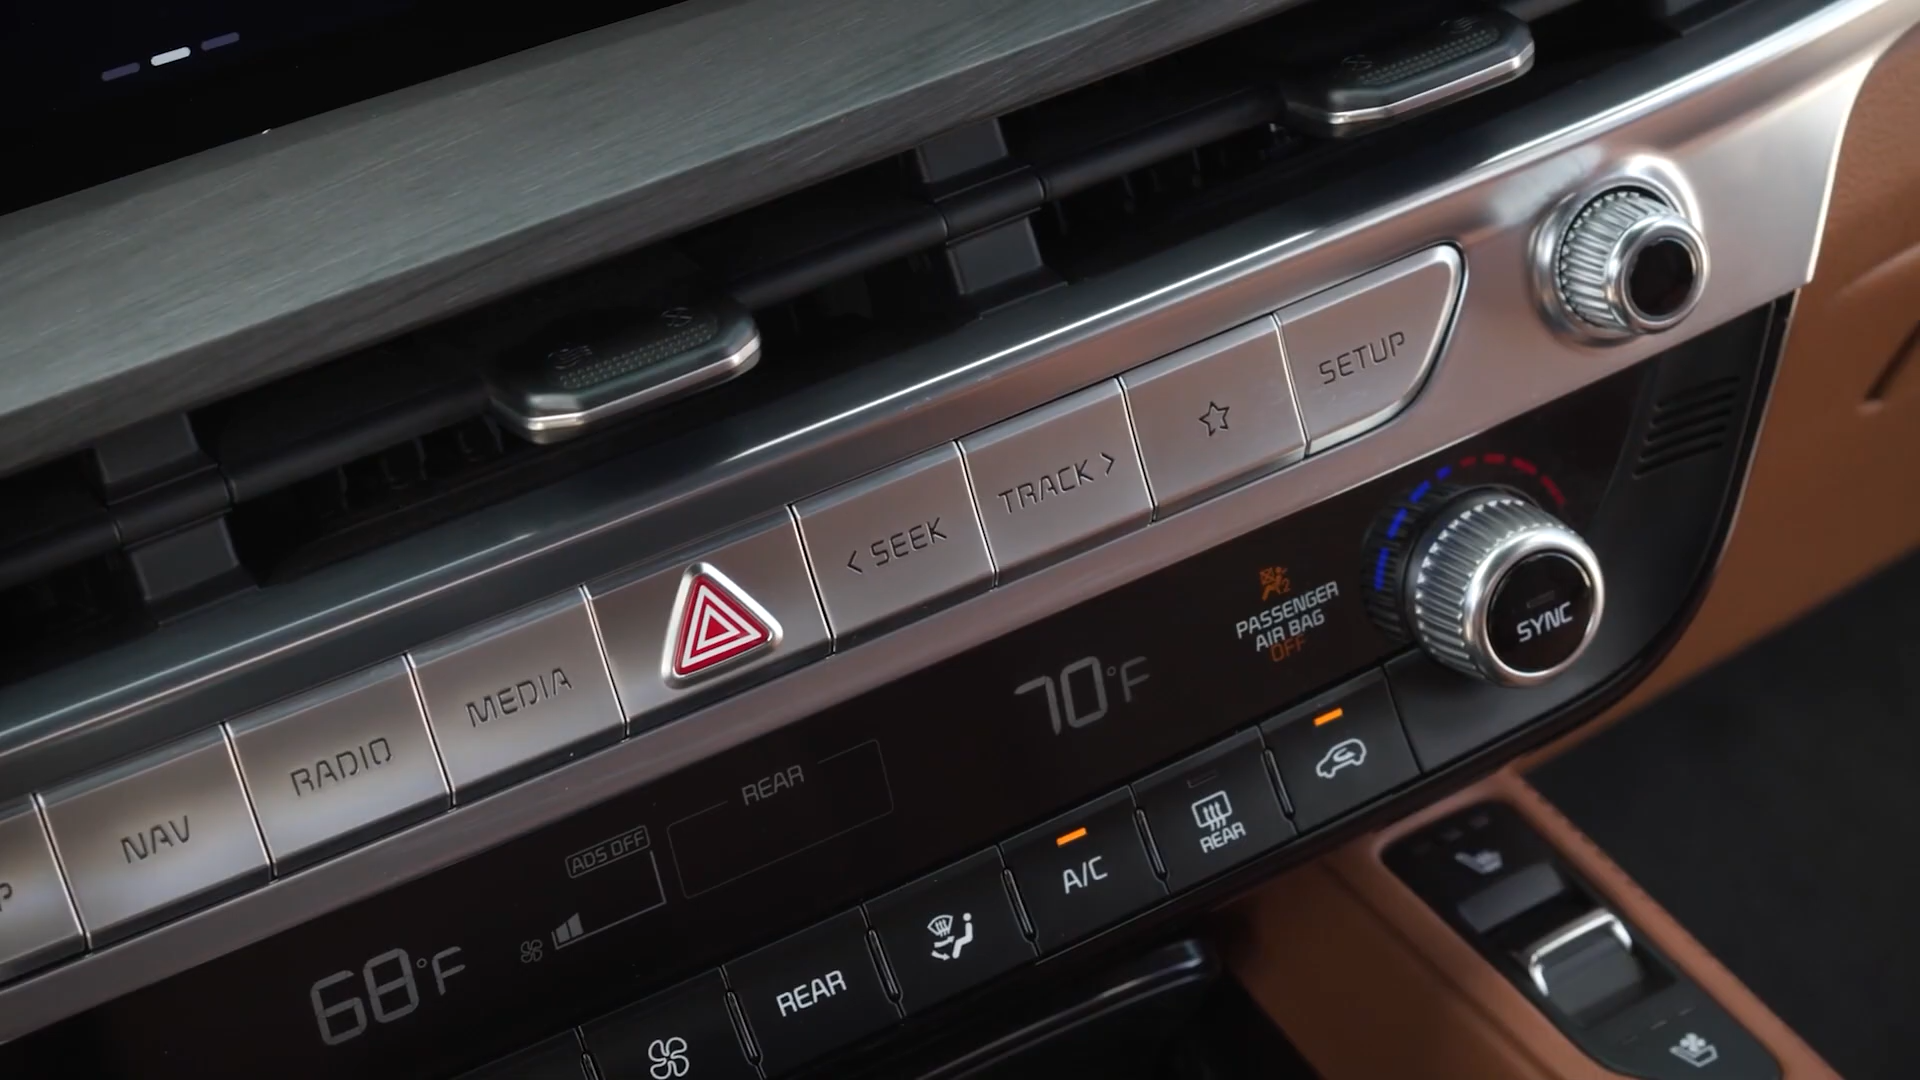 SETUP
TRACK >
< SEEK
MEDIA
RADIO
NAV
P
PASSENGER
AIR BAG
OFF
SYNC
70°F
REAR
ADS OFF
68°F
REAR
A/C
REAR